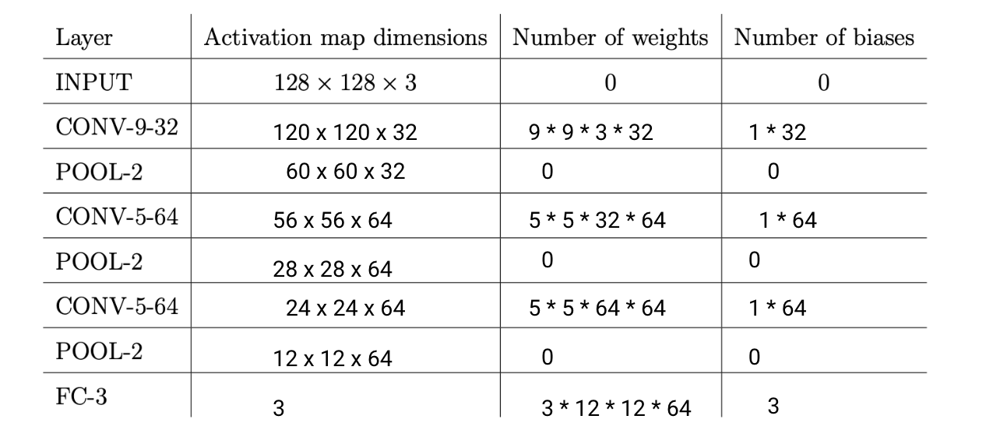 Layer Activation map dimensions Number of weights Number of biases
INPUT 128 × 128 × 3 0 0
CONV-9-32 120 x 120 x 32 9 * 9 * 3 * 32 1 * 32
POOL-2 60 x 60 x 32 0 0
CONV-5-64 56 x 56 x 64 5 * 5 * 32 * 64 1 * 64
POOL-2 28 x 28 x 64 0 0
CONV-5-64 24 x 24 x 64 5 * 5 * 64 * 64 1 * 64
POOL-2 12 x 12 x 64 0 0
FC-3 3 3 * 12 * 12 * 64 3